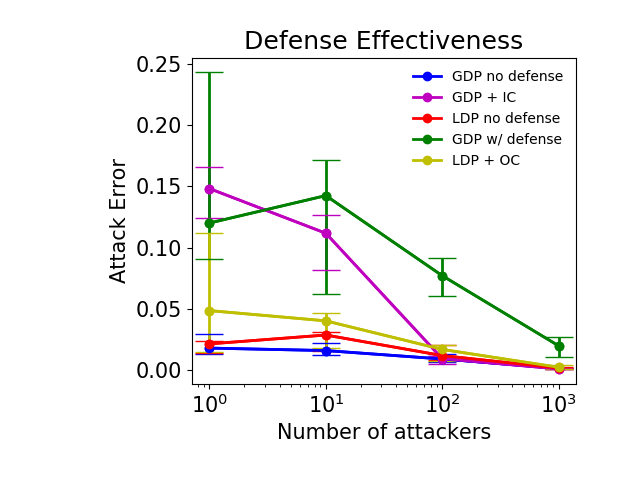 Defense Effectiveness
GDP no defense
GDP + IC
LDP no defense
GDP w/ defense
LDP + OC
Attack Error
0.25
0.20
0.15
0.10
0.05
0.00
10⁰ 10¹ 10² 10³
Number of attackers